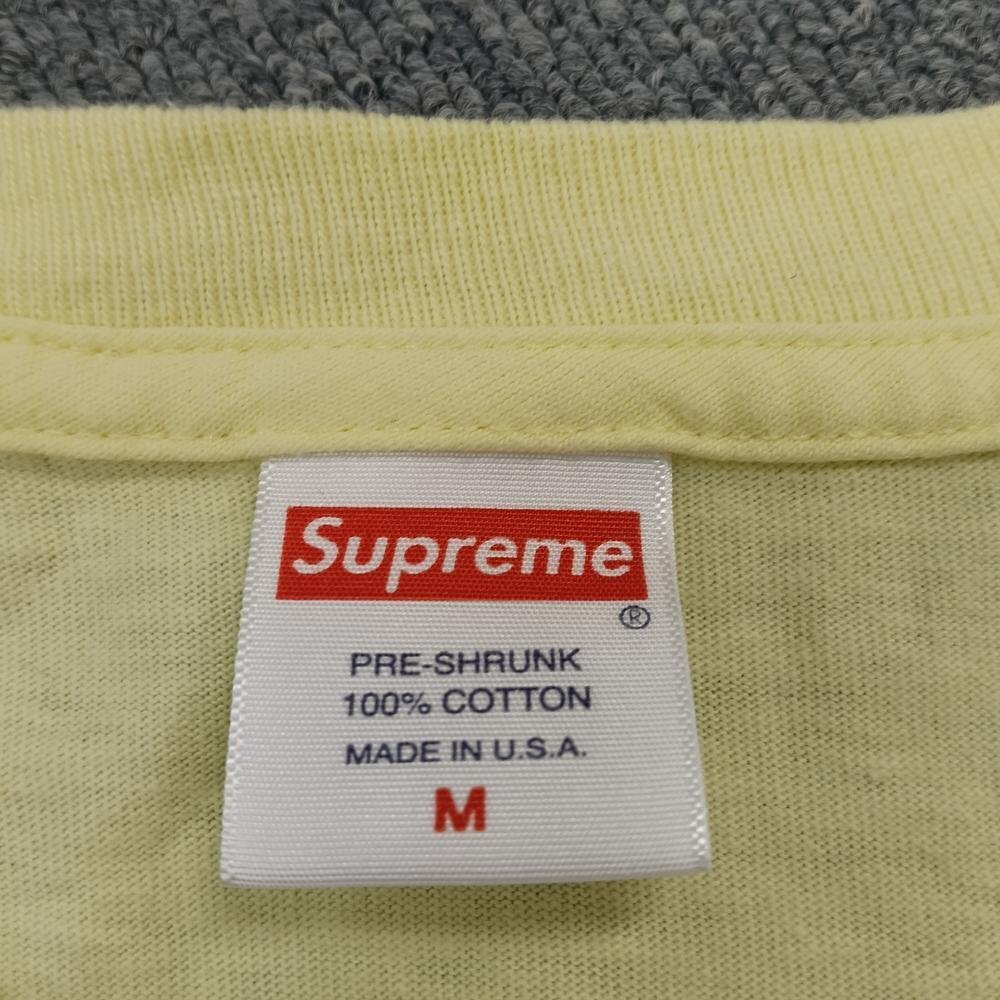 Supreme
®
PRE-SHRUNK
100% COTTON
MADE IN U.S.A.
M